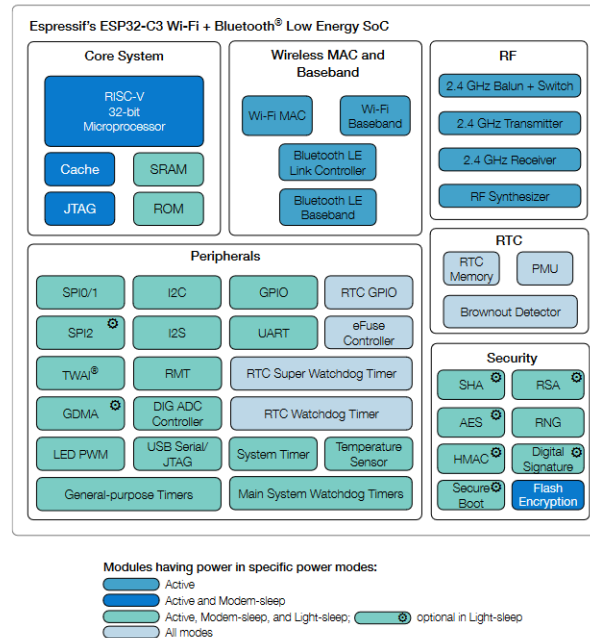 Espressif's ESP32-C3 Wi-Fi + Bluetooth® Low Energy SoC
Core System
RISC-V
32-bit
Microprocessor
Cache
SRAM
JTAG
ROM
Wireless MAC and
Baseband
Wi-Fi MAC
Wi-Fi
Baseband
Bluetooth LE
Link Controller
Bluetooth LE
Baseband
RF
2.4 GHz Balun + Switch
2.4 GHz Transmitter
2.4 GHz Receiver
RF Synthesizer
Peripherals
SPI0/1
I2C
GPIO
RTC GPIO
SPI2
I2S
UART
eFuse
Controller
TWAI®
RMT
RTC Super Watchdog Timer
GDMA
DIG ADC
Controller
RTC Watchdog Timer
LED PWM
USB Serial/
JTAG
System Timer
Temperature
Sensor
General-purpose Timers
Main System Watchdog Timers
RTC
RTC
Memory
PMU
Brownout Detector
Security
SHA
RSA
AES
RNG
HMAC
Digital
Signature
Secure
Boot
Flash
Encryption
Modules having power in specific power modes:
Active
Active and Modem-sleep
Active, Modem-sleep, and Light-sleep; optional in Light-sleep
All modes